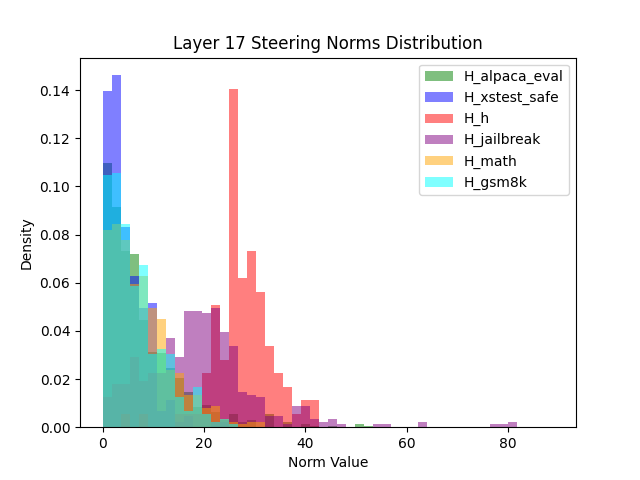 Layer 17 Steering Norms Distribution
H_alpaca_eval
H_xstest_safe
H_h
H_jailbreak
H_math
H_gsm8k
Density
0.14
0.12
0.10
0.08
0.06
0.04
0.02
0.00
0 20 40 60 80
Norm Value